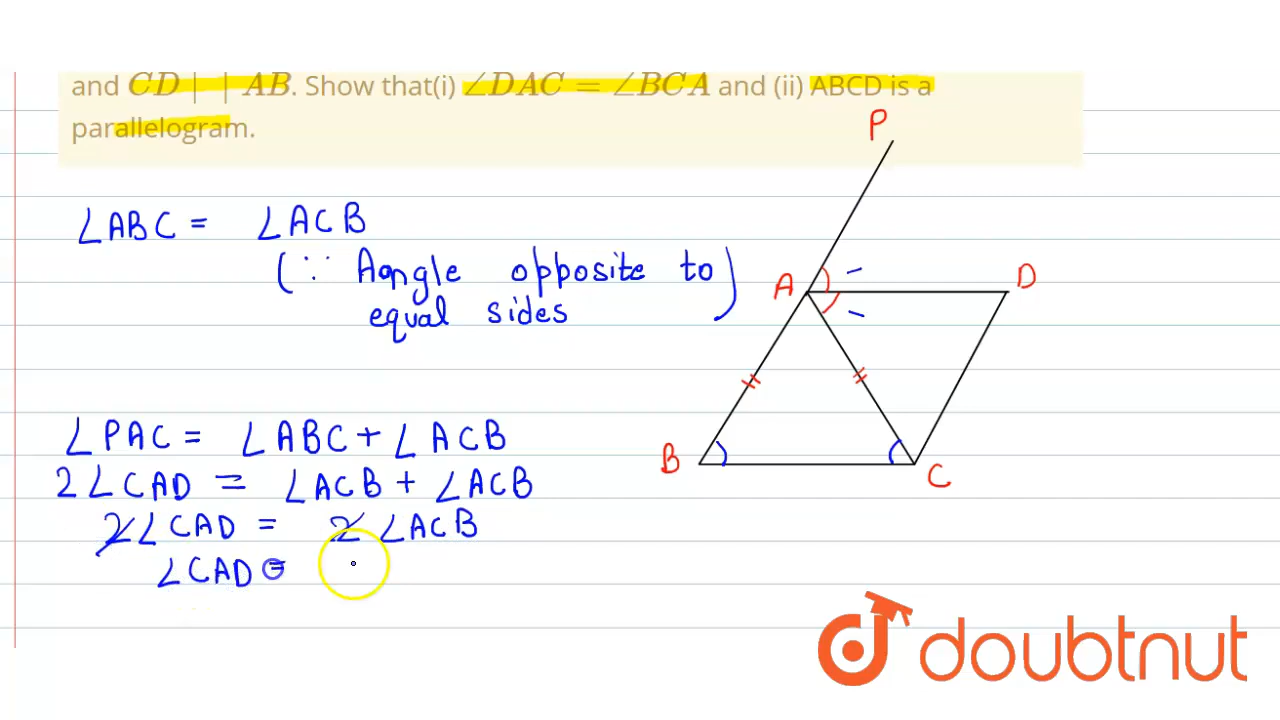 and CD || AB. Show that(i) ∠DAC = ∠BCA and (ii) ABCD is a
parallelogram.
P
∠ABC = ∠ACB
(∵ Aangle opposite to
equal sides)
A
D
∠PAC = ∠ABC + ∠ACB
B
C
2∠CAD = ∠ACB + ∠ACB
2∠CAD = 2∠ACB
∠CAD =
doubtnut